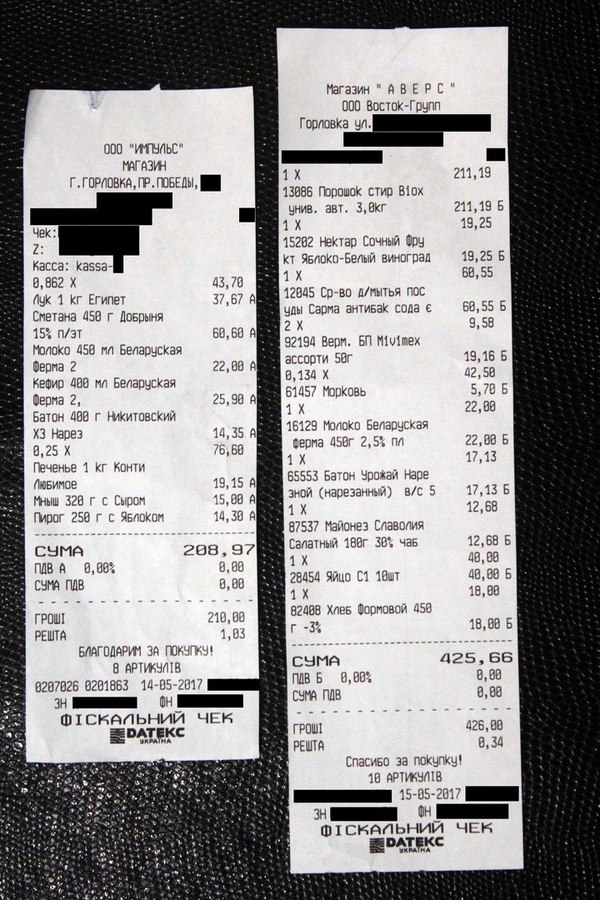 ООО "ИМПУЛЬС"
МАГАЗИН
Г.ГОРЛОВКА,ПР.ПОБЕДЫ,
Чек:
Z:
Касса: kassa-
0,862 X 43,70
Лук 1 кг Египет 37,67 А
Сметана 450 г Добрыня
15% п/эт 60,60 А
Молоко 450 мл Беларуская
Ферма 2 22,00 А
Кефир 400 мл Беларуская
Ферма 2, 25,90 А
Батон 400 г Никитовский
ХЗ Нарез 14,35 А
0,25 X 76,60
Печенье 1 кг Конти
Любимое 19,15 А
Мныш 320 г с Сыром 15,00 А
Пирог 250 г с Яблоком 14,30 А
СУМА 208,97
ПДВ А 0,00% 0,00
СУМА ПДВ 0,00
ГРОШІ 210,00
РЕШТА 1,03
БЛАГОДАРИМ ЗА ПОКУПКУ!
8 АРТИКУЛІВ
0207026 0201863 14-05-2017
ЗН ФН
ФІСКАЛЬНИЙ ЧЕК
DATEКС
УКРАЇНА
Магазин " А В Е Р С "
ООО Восток-Групп
Горловка ул.
1 X 211,19
13086 Порошок стир Biox
унив. авт. 3,0кг 211,19 Б
1 X 19,25
15202 Нектар Сочный Фру
кт Яблоко-Белый виноград 19,25 Б
1 X 60,55
12045 Ср-во д/мытья пос
уды Сарма антибак сода є 60,55 Б
2 X 9,58
92194 Верм. БП Mivimex
ассорти 50г 19,16 Б
0,134 X 42,50
61457 Морковь 5,70 Б
1 X 22,00
16129 Молоко Беларуская
ферма 450г 2,5% пл 22,00 Б
1 X 17,13
65553 Батон Урожай Наре
зной (нарезанный) в/с 5 17,13 Б
1 X 12,68
87537 Майонез Славолия
Салатный 180г 30% чаб 12,68 Б
1 X 40,00
28454 Яйцо С1 10шт 40,00 Б
1 X 18,00
82408 Хлеб Формовой 450
г -3% 18,00 Б
СУМА 425,66
ПДВ Б 0,00% 0,00
СУМА ПДВ 0,00
ГРОШІ 426,00
РЕШТА 0,34
Спасибо за покупку!
10 АРТИКУЛІВ
15-05-2017
ЗН ФН
ФІСКАЛЬНИЙ ЧЕК
DATEКС
УКРАЇНА